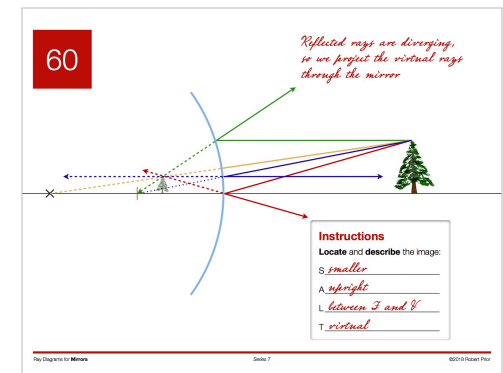 60
Reflected rays are diverging,
so we project the virtual rays
through the mirror
Instructions
Locate and describe the image:
S smaller
A upright
L between F and V
T virtual
Ray Diagrams for Mirrors
Series 7
©2018 Robert Prior